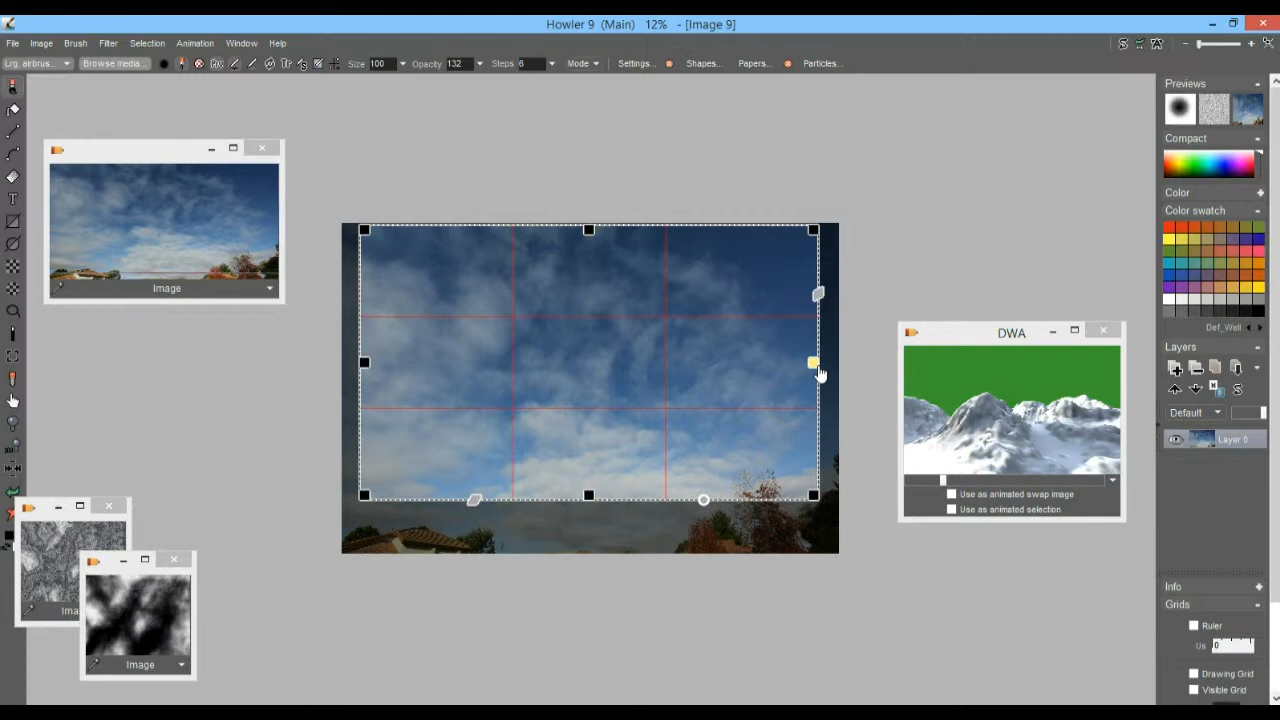 Howler 9 (Main) 12% - [Image 9]
File Image Brush Filter Selection Animation Window Help
Lrg. airbrus... Browse media... Size 100 Opacity 132 Steps 6 Mode Settings... Shapes... Papers... Particles...
Previews
Compact
Color
Color swatch
Def_Well
Layers
Default
Layer 0
Info
Grids
Ruler
Us 0
Drawing Grid
Visible Grid
Image
DWA
Use as animated swap image
Use as animated selection
Ima
Image